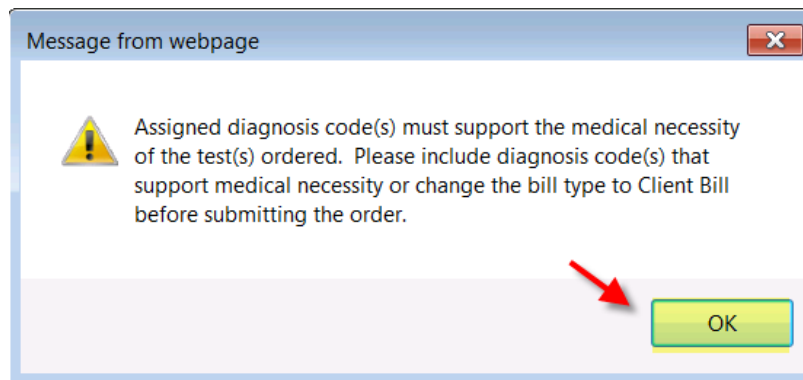 Message from webpage
Assigned diagnosis code(s) must support the medical necessity
of the test(s) ordered.  Please include diagnosis code(s) that
support medical necessity or change the bill type to Client Bill
before submitting the order.
OK